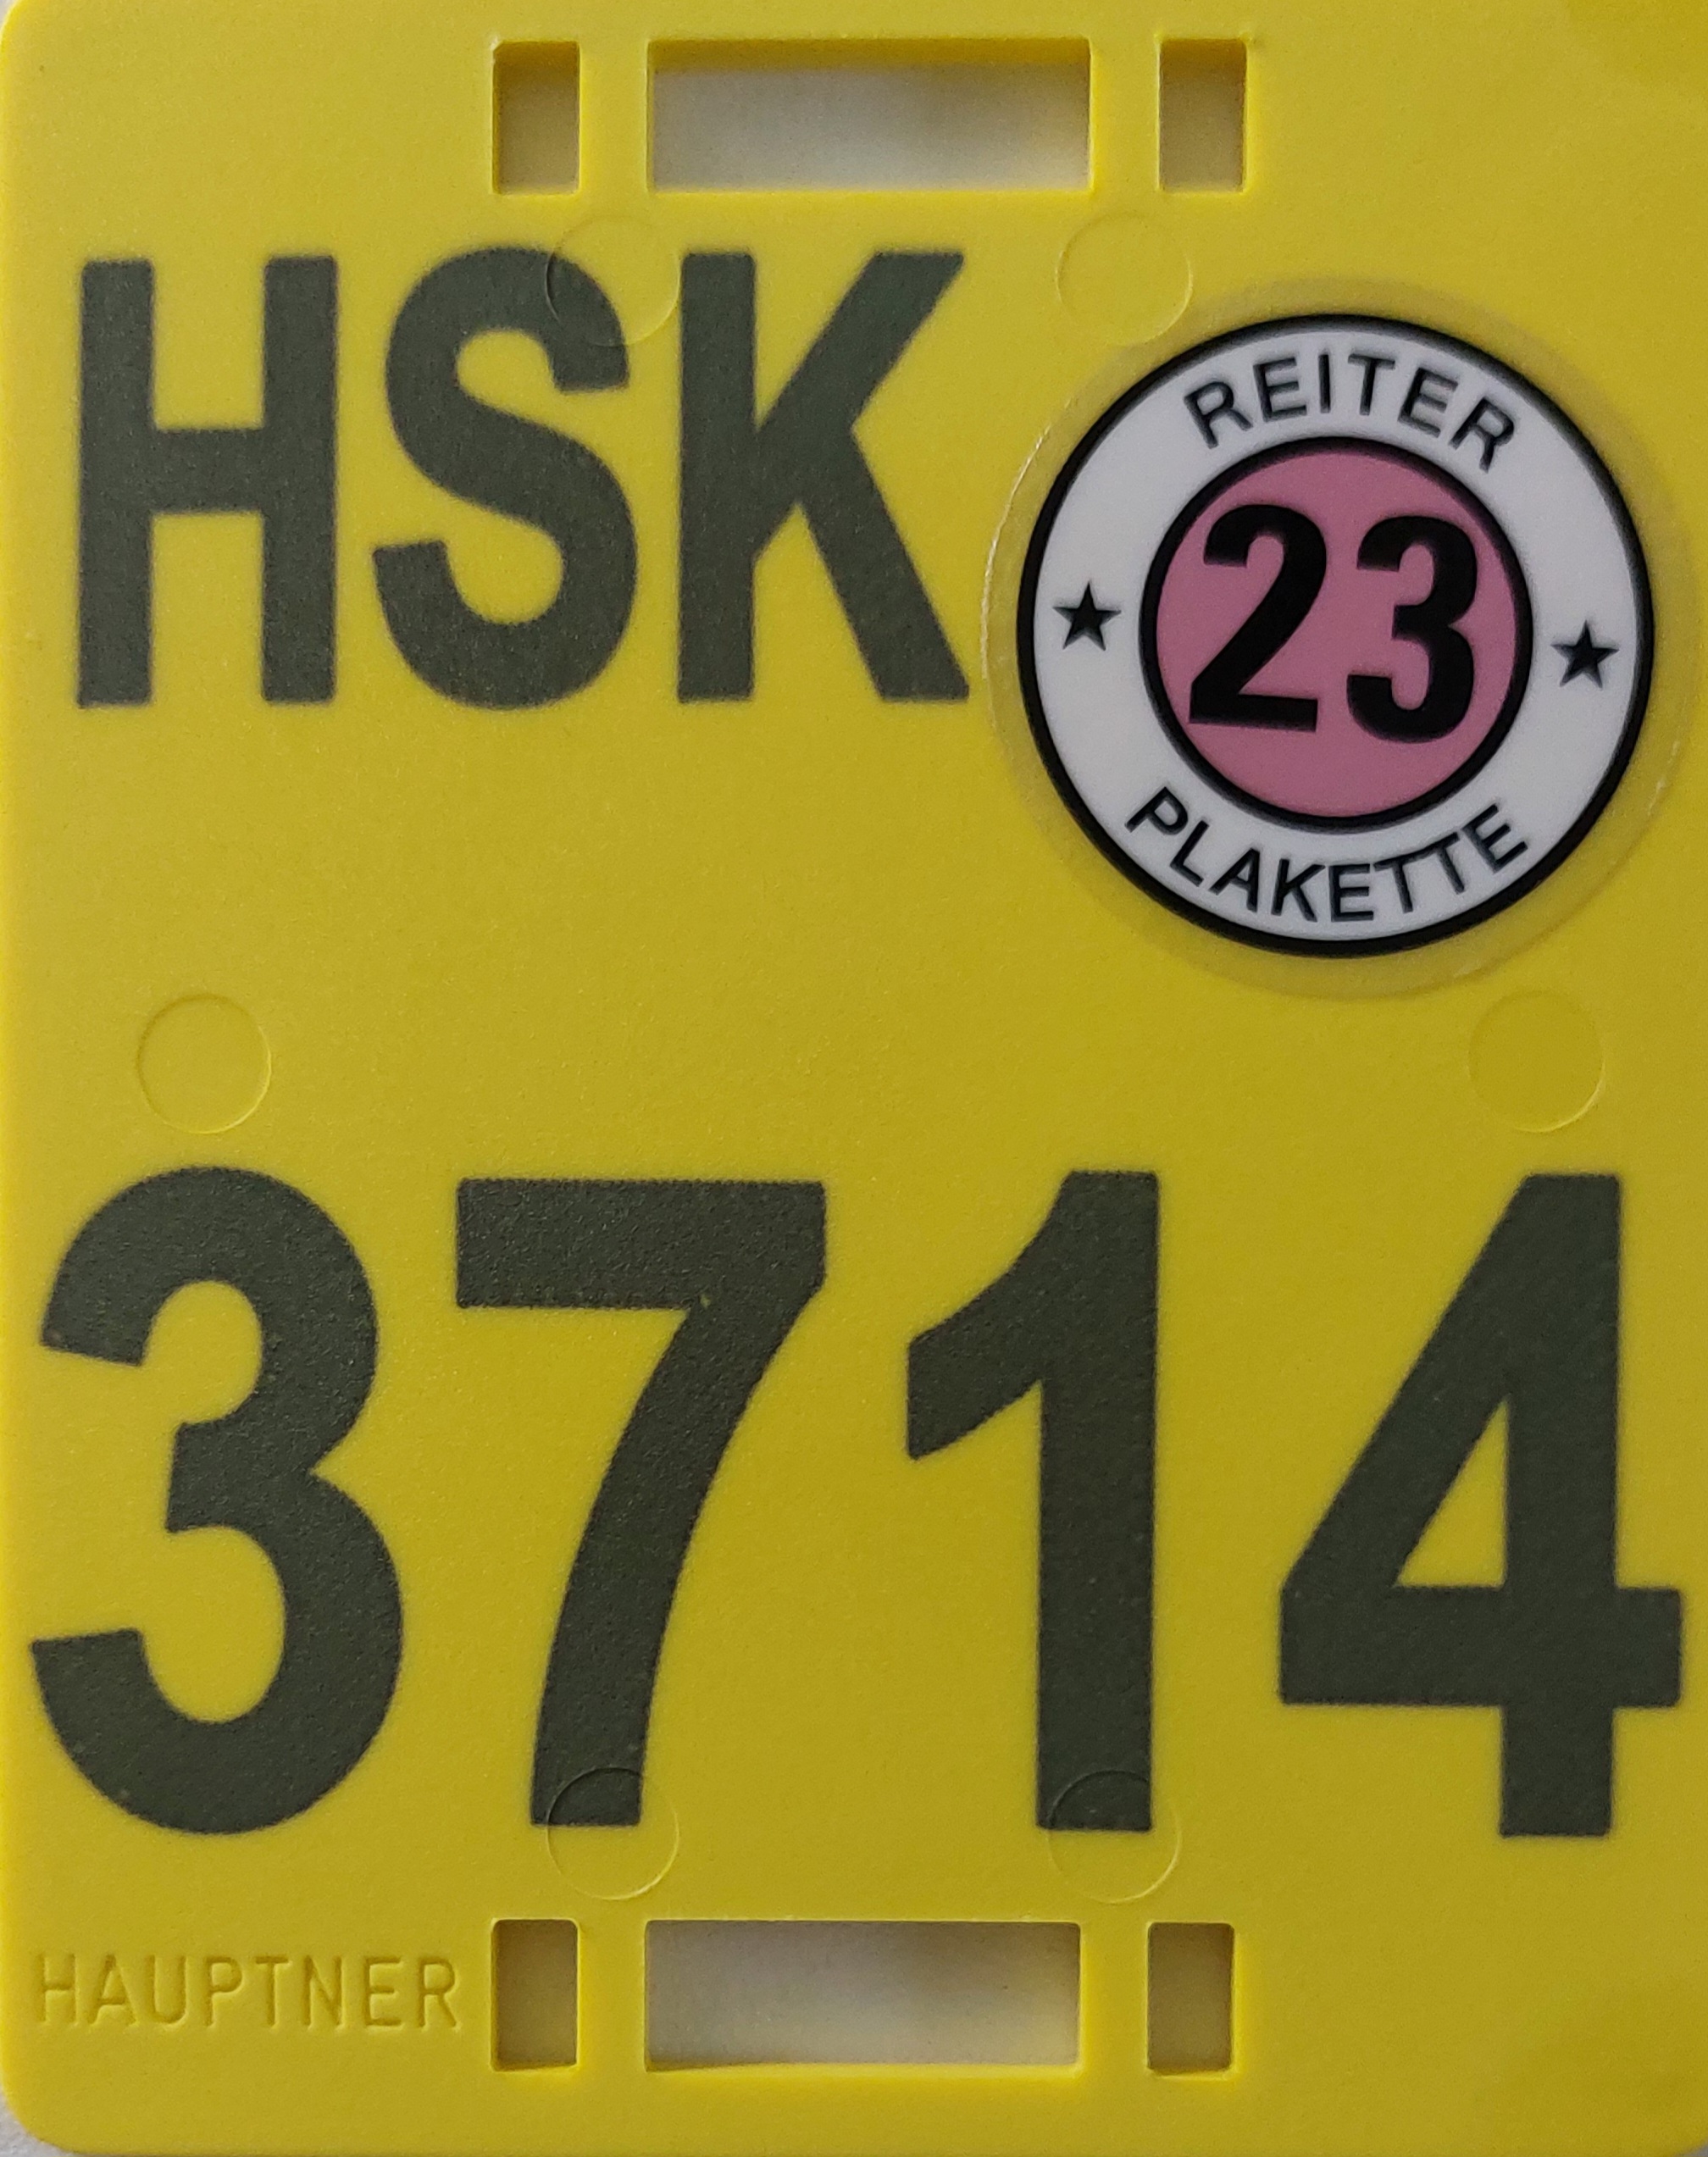 HSK
REITER
★ 23 ★
PLAKETTE
3714
HAUPTNER